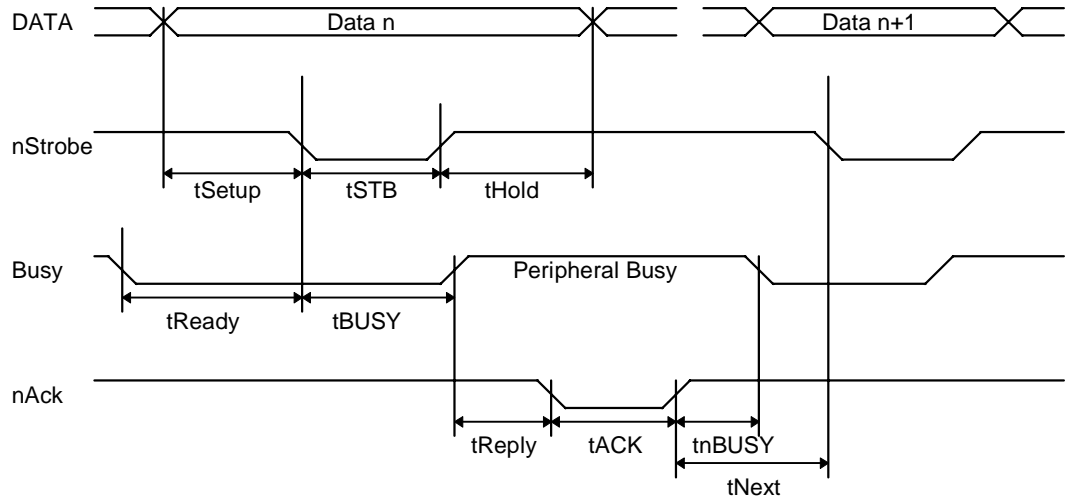 DATA
Data n
Data n+1
nStrobe
tSetup
tSTB
tHold
Busy
Peripheral Busy
tReady
tBUSY
nAck
tReply
tACK
tnBUSY
tNext